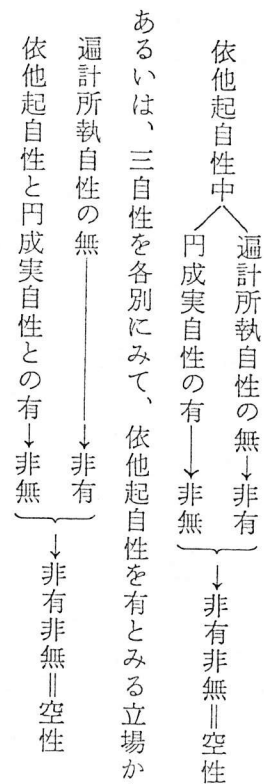 遍計所執自性の無→非有
依他起自性中
円成実自性の有→非無
→非有非無=空性
あるいは、三自性を各別にみて、依他起自性を有とみる立場か
遍計所執自性の無→非有
依他起自性と円成実自性との有→非無
→非有非無=空性